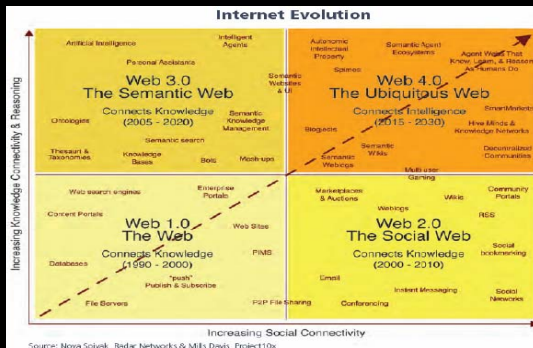 Internet Evolution
Increasing Knowledge Connectivity & Reasoning
Artificial Intelligence
Intelligent
Agents
Personal Assistants
Semantic
Websites
& UI
Web 3.0
The Semantic Web
Connects Knowledge
(2005 - 2020)
Ontologies
Semantic
Knowledge
Management
Semantic search
Thesauri &
Taxonomies
Knowledge
Bases
Bots
Mash-ups
Autonomic
Intellectual
Property
Semantic Agent
Ecosystems
Agent Webs That
Know, Learn, & Reason
As Humans Do
Spimes
Web 4.0
The Ubiquitous Web
Connects Intelligence
(2015 - 2030)
SmartMarkets
Blogjects
Hive Minds &
Knowledge Networks
Semantic
Wikis
Semantic
Weblogs
Decentralized
Communities
Multi-user
Gaming
Web search engines
Enterprise
Portals
Content Portals
Web 1.0
The Web
Web Sites
Connects Knowledge
(1990 - 2000)
PIMS
Databases
"push"
Publish & Subscribe
File Servers
P2P File Sharing
Marketplaces
& Auctions
Wikis
Community
Portals
Weblogs
RSS
Web 2.0
The Social Web
Connects Knowledge
(2000 - 2010)
Social
bookmarking
Email
Instant Messaging
Social
Networks
Conferencing
Increasing Social Connectivity
Source: Nova Spivak, Radar Networks & Mills Davis, Project10x